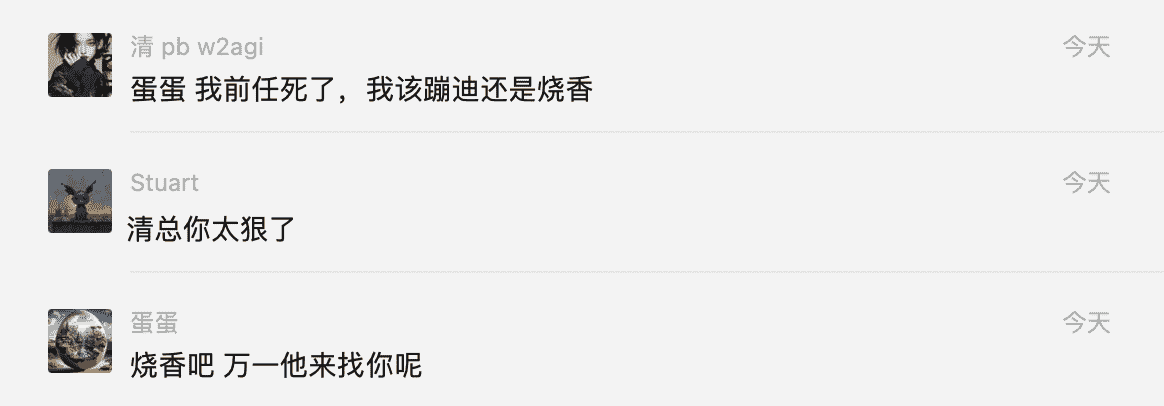 清 pb w2agi 今天
蛋蛋 我前任死了，我该蹦迪还是烧香
Stuart 今天
清总你太狠了
蛋蛋 今天
烧香吧 万一他来找你呢